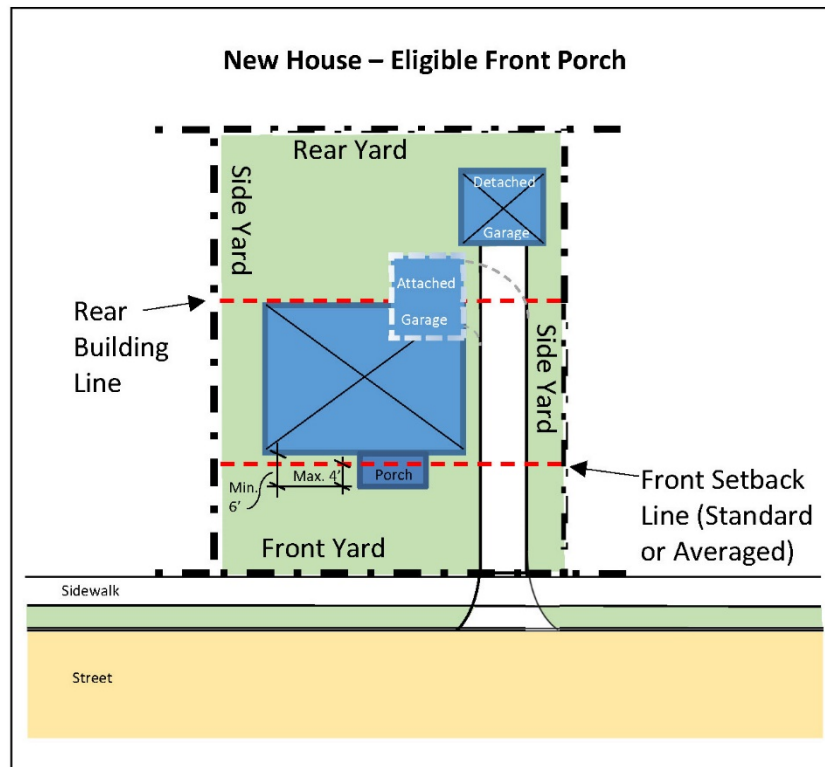 New House – Eligible Front Porch
Rear Yard
Side Yard
Detached
Garage
Attached
Garage
Rear
Building
Line
Side Yard
Max. 4'
Porch
Min.
6'
Front Setback
Line (Standard
or Averaged)
Front Yard
Sidewalk
Street